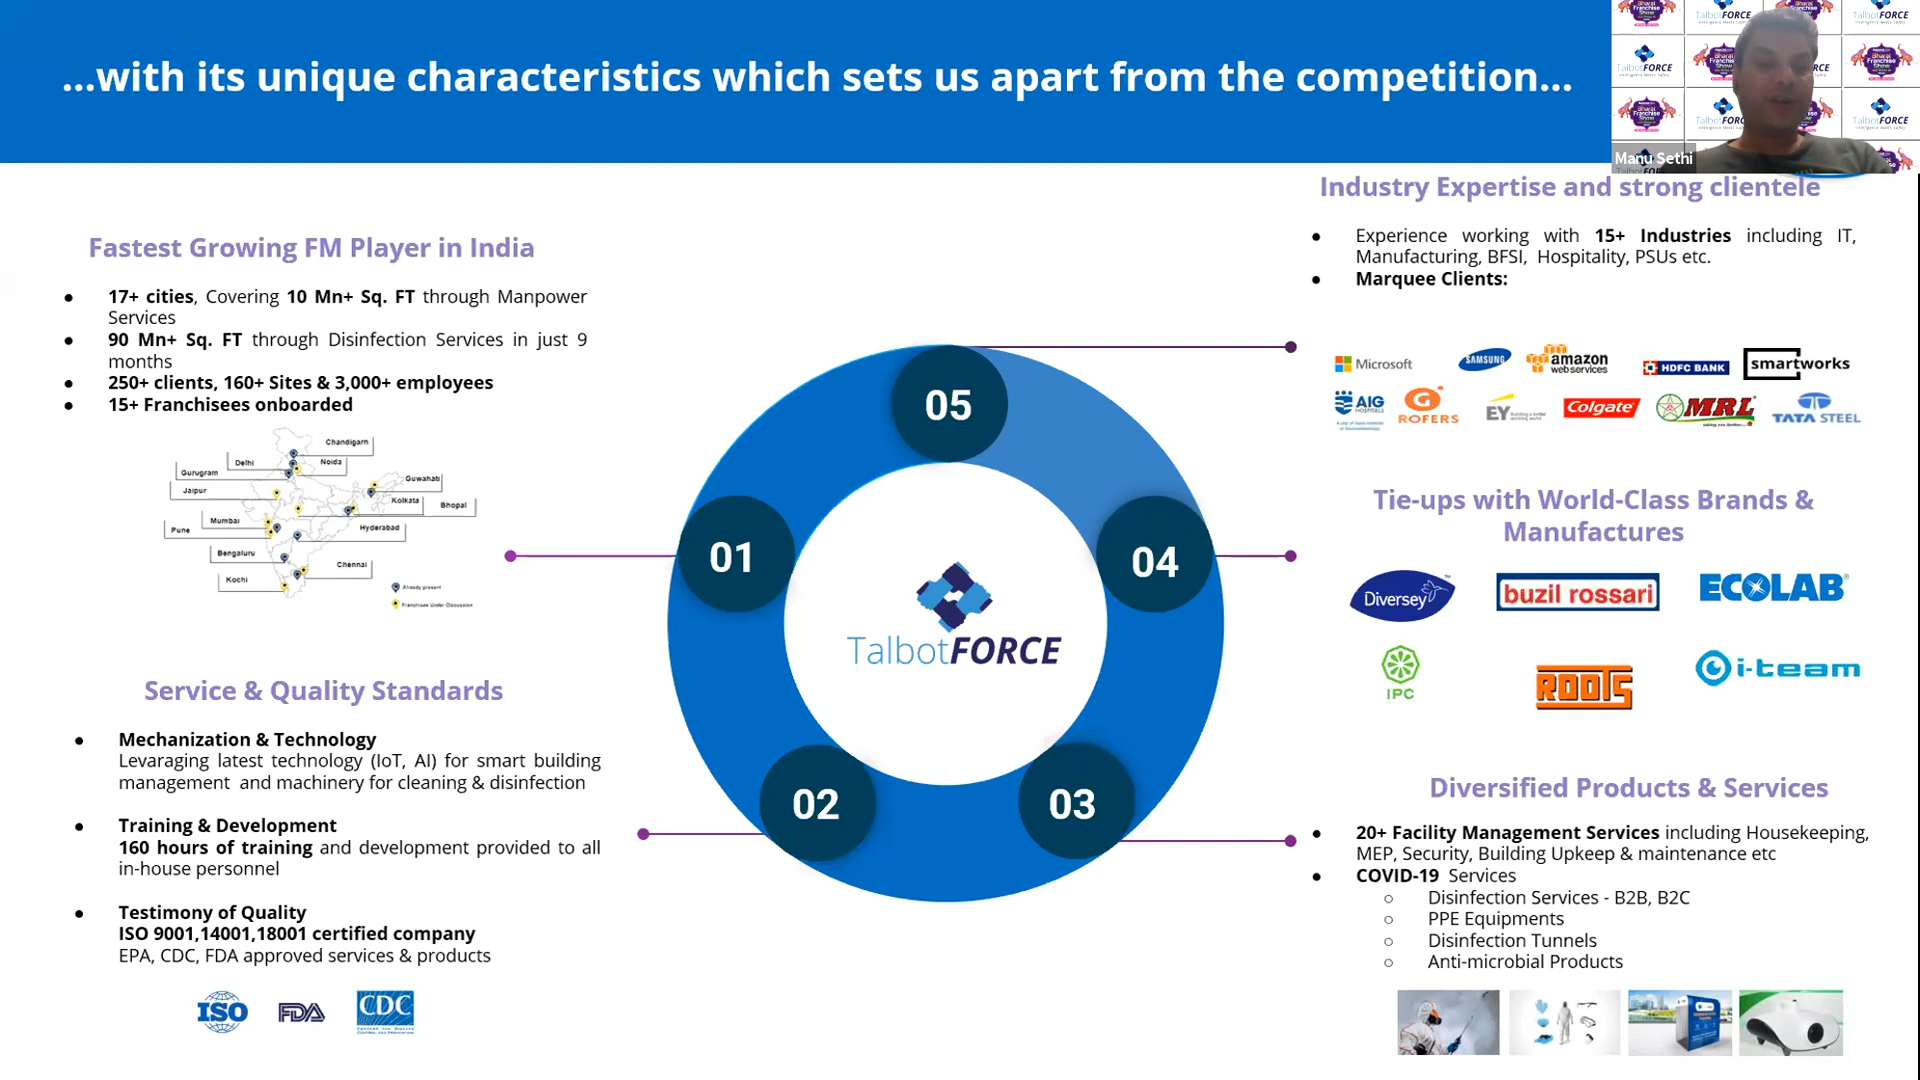 ...with its unique characteristics which sets us apart from the competition...
Manu Sethi
Fastest Growing FM Player in India
● 17+ cities, Covering 10 Mn+ Sq. FT through Manpower
Services
● 90 Mn+ Sq. FT through Disinfection Services in just 9
months
● 250+ clients, 160+ Sites & 3,000+ employees
● 15+ Franchisees onboarded
Chandigarn
Delhi
Noida
Gurugram
Guwahati
Jaipur
Kolkata
Bhopal
Mumbai
Pune
Hyderabad
Bengaluru
Chennai
Kochi
Already present
Franchisee Under Discussion
Service & Quality Standards
● Mechanization & Technology
Levaraging latest technology (IoT, AI) for smart building
management and machinery for cleaning & disinfection
● Training & Development
160 hours of training and development provided to all
in-house personnel
● Testimony of Quality
ISO 9001,14001,18001 certified company
EPA, CDC, FDA approved services & products
ISO
FDA
CDC
05
01
04
02
03
TalbotFORCE
Industry Expertise and strong clientele
● Experience working with 15+ Industries including IT,
Manufacturing, BFSI, Hospitality, PSUs etc.
● Marquee Clients:
Microsoft
SAMSUNG
amazon
webservices
HDFC BANK
smartworks
AIG
HOSPITALS
G
ROFERS
EY
Colgate
MRL
TATA STEEL
Tie-ups with World-Class Brands &
Manufactures
Diversey
buzil rossari
ECOLAB
IPC
ROOTS
i-team
Diversified Products & Services
● 20+ Facility Management Services including Housekeeping,
MEP, Security, Building Upkeep & maintenance etc
● COVID-19 Services
○ Disinfection Services - B2B, B2C
○ PPE Equipments
○ Disinfection Tunnels
○ Anti-microbial Products